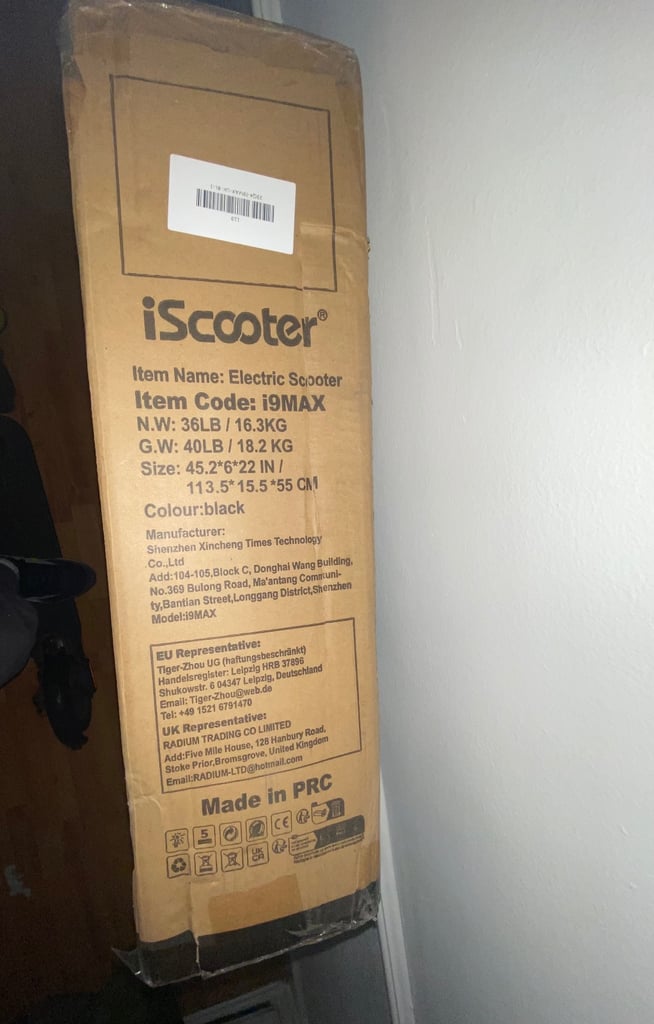 119
iScooter®
Item Name: Electric Scooter
Item Code: i9MAX
N.W: 36LB / 16.3KG
G.W: 40LB / 18.2 KG
Size: 45.2*6*22 IN /
113.5*15.5*55 CM
Colour:black
Manufacturer:
Shenzhen Xincheng Times Technology
Co.,Ltd
Add:104-105,Block C, Donghai Wang Building,
No.369 Bulong Road, Ma'antang Communi-
ty,Bantian Street,Longgang District,Shenzhen
Model:i9MAX
EU Representative:
Tiger-Zhou UG (haftungsbeschränkt)
Handelsregister: Leipzig HRB 37896
Shukowstr. 6 04347 Leipzig, Deutschland
Email: Tiger-Zhou@web.de
Tel: +49 1521 6791470
UK Representative:
RADIUM TRADING CO LIMITED
Add:Five Mile House, 128 Hanbury Road,
Stoke Prior,Bromsgrove, United Kingdom
Email:RADIUM-LTD@hotmail.com
Made in PRC
5
CE
UK
CA